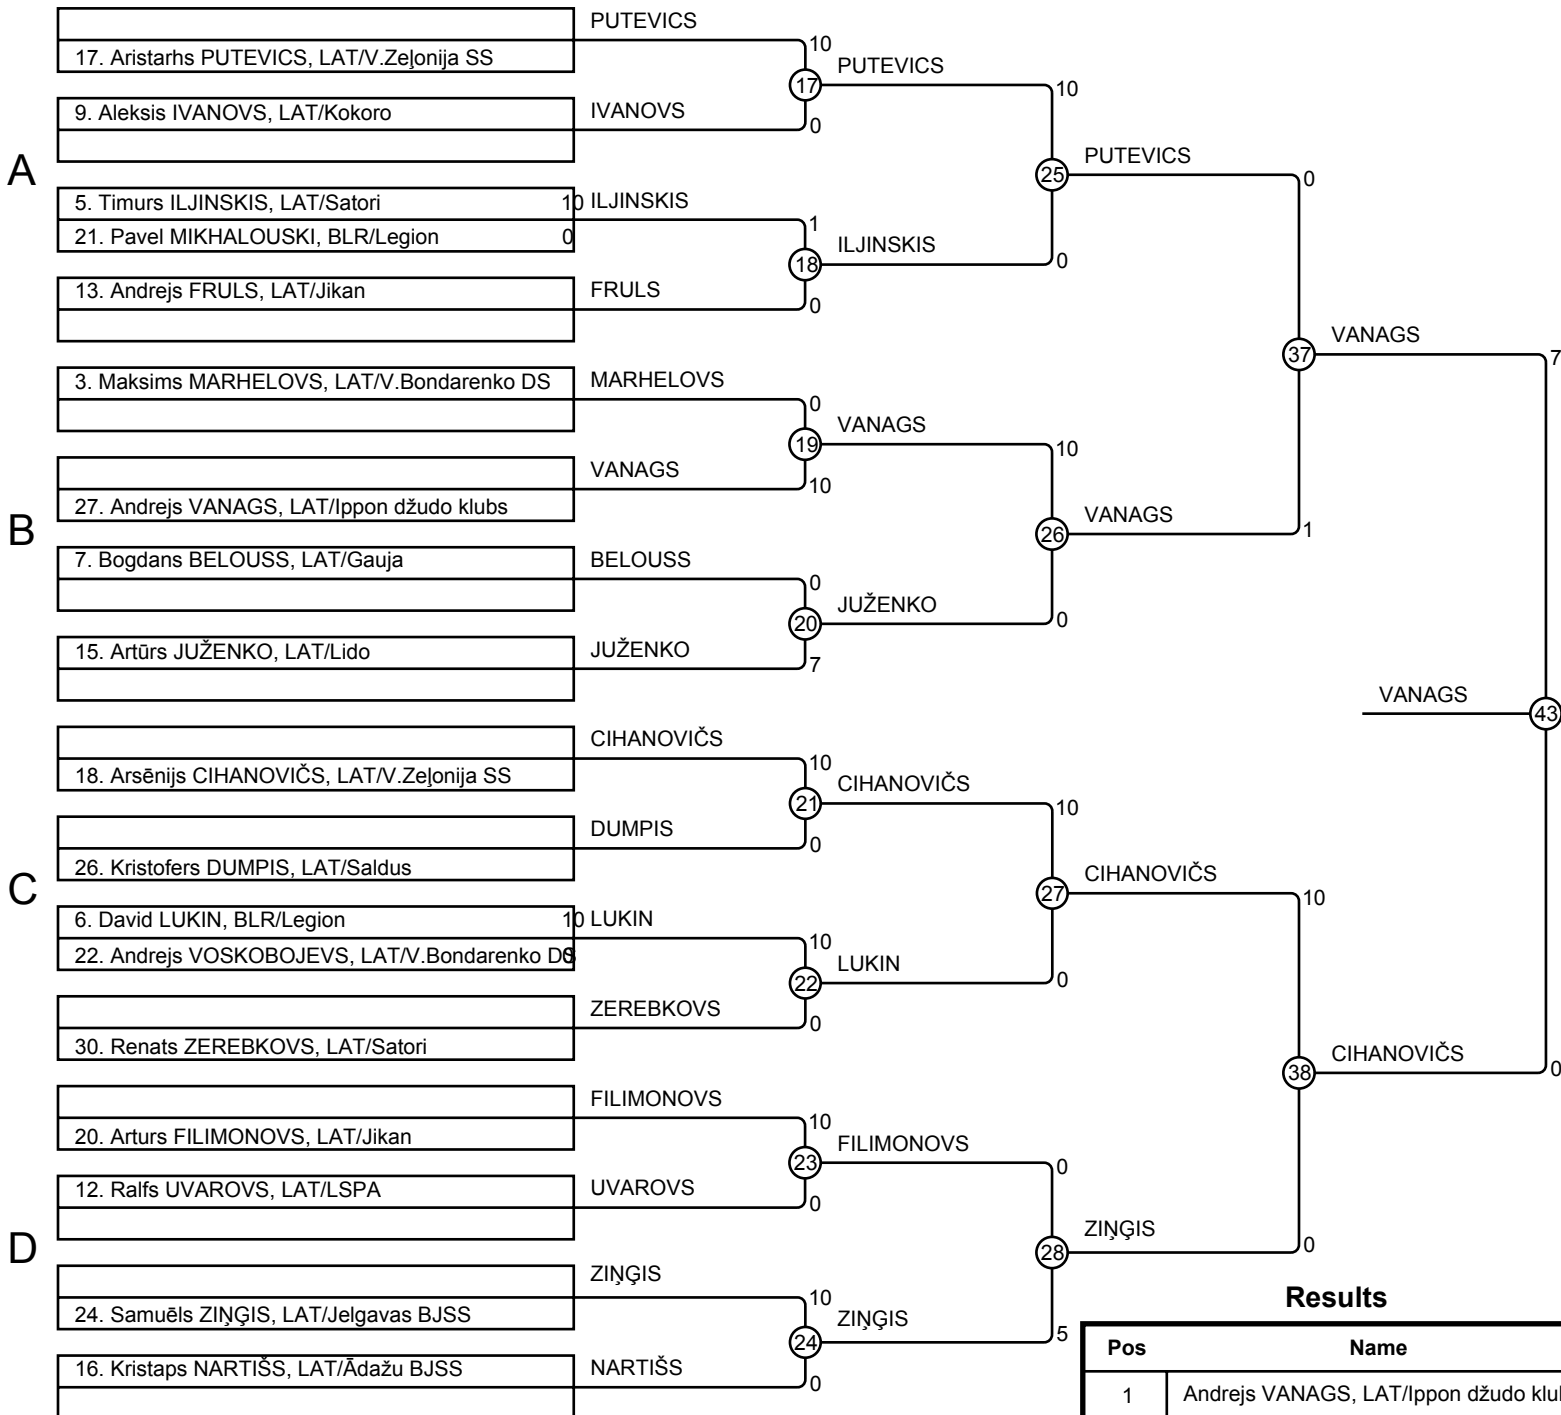 PUTEVICS
17. Aristarhs PUTEVICS, LAT/V.Zeļonija SS
10
17
PUTEVICS
9. Aleksis IVANOVS, LAT/Kokoro
IVANOVS
0
10
A
25
PUTEVICS
5. Timurs ILJINSKIS, LAT/Satori 10
ILJINSKIS
21. Pavel MIKHALOUSKI, BLR/Legion 0
1
18
ILJINSKIS
0
0
13. Andrejs FRULS, LAT/Jikan
FRULS
0
37
VANAGS
7
3. Maksims MARHELOVS, LAT/V.Bondarenko DS
MARHELOVS
0
19
VANAGS
VANAGS
27. Andrejs VANAGS, LAT/Ippon džudo klubs
10
10
B
26
VANAGS
1
7. Bogdans BELOUSS, LAT/Gauja
BELOUSS
0
20
JUŽENKO
0
15. Artūrs JUŽENKO, LAT/Lido
JUŽENKO
7
VANAGS
43
CIHANOVIČS
18. Arsēnijs CIHANOVIČS, LAT/V.Zeļonija SS
10
21
CIHANOVIČS
DUMPIS
26. Kristofers DUMPIS, LAT/Saldus
0
10
C
27
CIHANOVIČS
10
6. David LUKIN, BLR/Legion 10
LUKIN
22. Andrejs VOSKOBOJEVS, LAT/V.Bondarenko DS 0
10
22
LUKIN
0
ZEREBKOVS
30. Renats ZEREBKOVS, LAT/Satori
0
38
CIHANOVIČS
0
FILIMONOVS
20. Arturs FILIMONOVS, LAT/Jikan
10
23
FILIMONOVS
12. Ralfs UVAROVS, LAT/LSPA
UVAROVS
0
0
D
28
ZIŅĢIS
0
ZIŅĢIS
24. Samuēls ZIŅĢIS, LAT/Jelgavas BJSS
10
24
ZIŅĢIS
5
16. Kristaps NARTIŠS, LAT/Ādažu BJSS
NARTIŠS
0
Results
Pos Name
1 Andrejs VANAGS, LAT/Ippon džudo klub